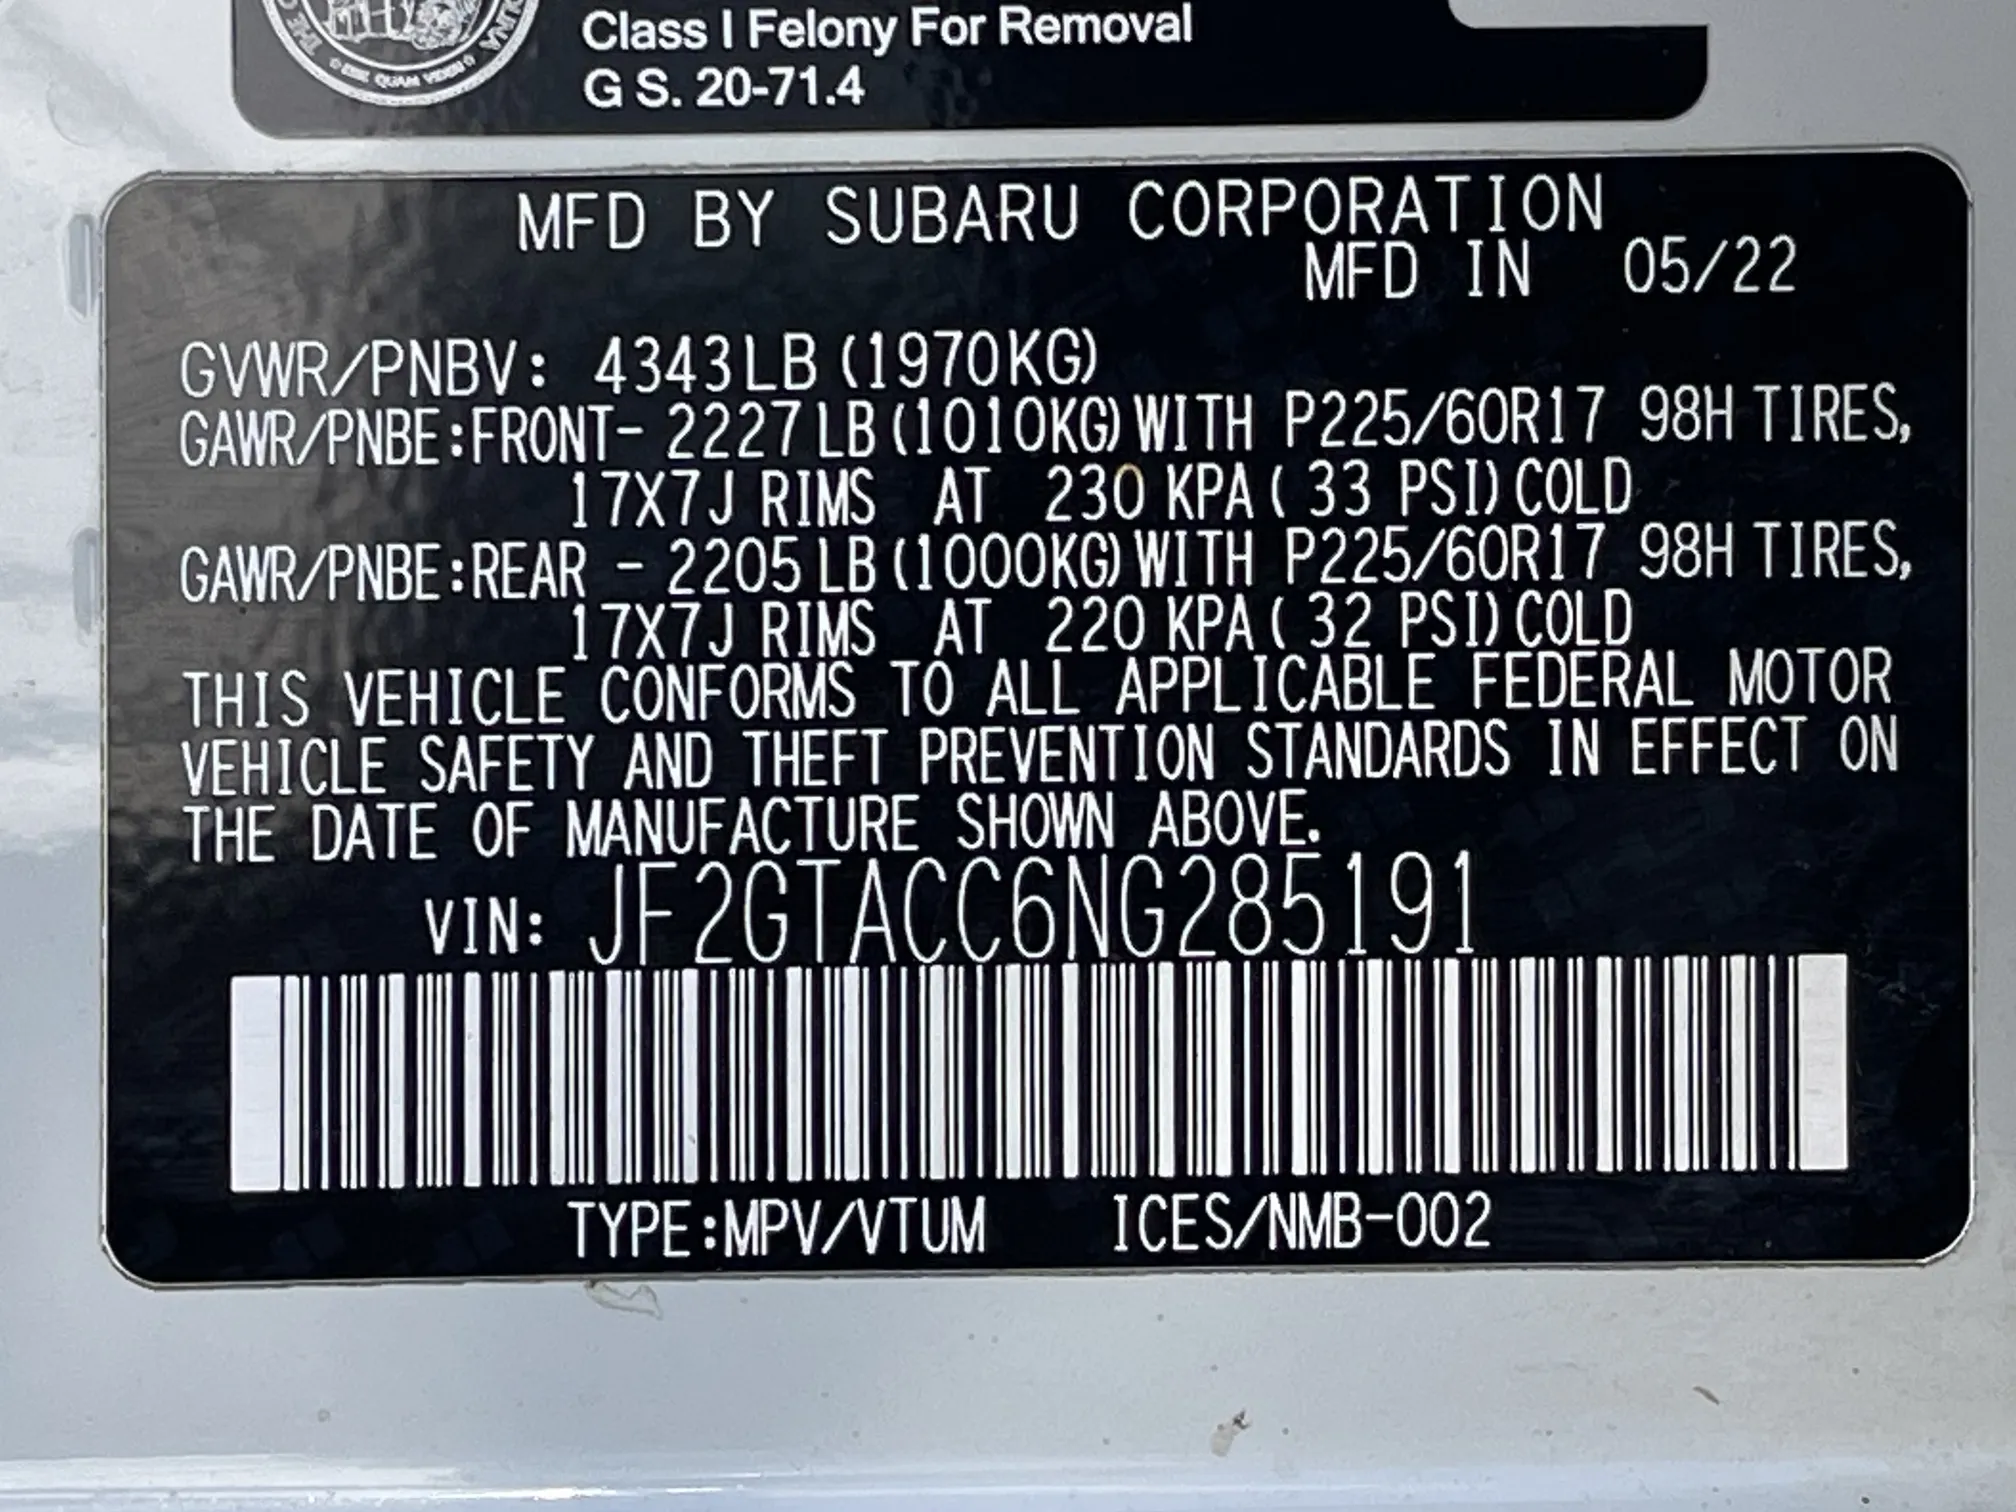 Class I Felony For Removal
G S. 20-71.4
MFD BY SUBARU CORPORATION
MFD IN 05/22
GVWR/PNBV: 4343LB (1970KG)
GAWR/PNBE:FRONT- 2227LB (1010KG) WITH P225/60R17 98H TIRES,
17X7J RIMS AT 230 KPA ( 33 PSI) COLD
GAWR/PNBE:REAR - 2205LB (1000KG) WITH P225/60R17 98H TIRES,
17X7J RIMS AT 220 KPA ( 32 PSI) COLD
THIS VEHICLE CONFORMS TO ALL APPLICABLE FEDERAL MOTOR
VEHICLE SAFETY AND THEFT PREVENTION STANDARDS IN EFFECT ON
THE DATE OF MANUFACTURE SHOWN ABOVE.
VIN: JF2GTACC6NG285191
TYPE:MPV/VTUM ICES/NMB-002